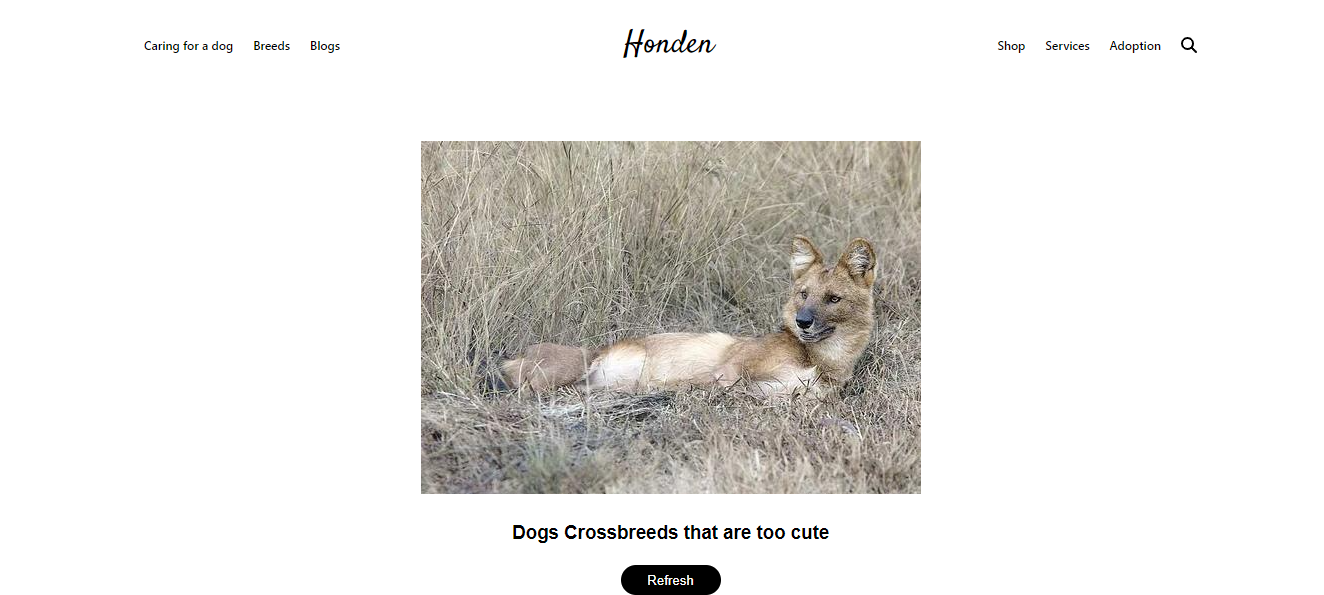 Caring for a dog Breeds Blogs Honden Shop Services Adoption
Dogs Crossbreeds that are too cute
Refresh